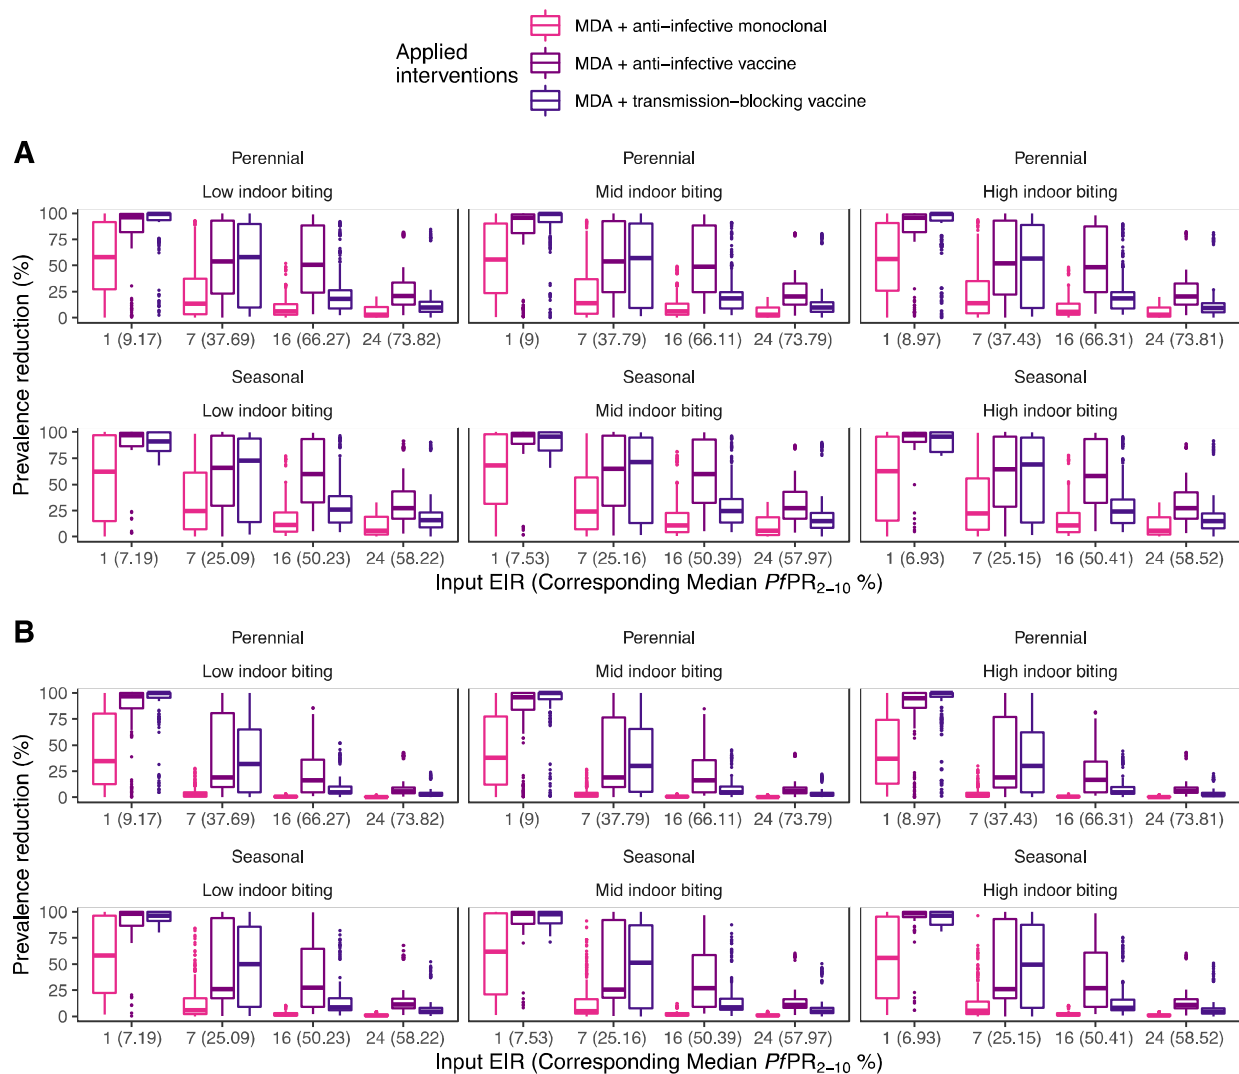 Applied
interventions
MDA + anti−infective monoclonal
MDA + anti−infective vaccine
MDA + transmission−blocking vaccine
A
Perennial Perennial Perennial
Low indoor biting Mid indoor biting High indoor biting
Prevalence reduction (%)
100
75
50
25
0
1 (9.17) 7 (37.69) 16 (66.27) 24 (73.82) 1 (9) 7 (37.79) 16 (66.11) 24 (73.79) 1 (8.97) 7 (37.43) 16 (66.31) 24 (73.81)
Seasonal Seasonal Seasonal
Low indoor biting Mid indoor biting High indoor biting
100
75
50
25
0
1 (7.19) 7 (25.09) 16 (50.23) 24 (58.22) 1 (7.53) 7 (25.16) 16 (50.39) 24 (57.97) 1 (6.93) 7 (25.15) 16 (50.41) 24 (58.52)
Input EIR (Corresponding Median PfPR2−10 %)
B
Perennial Perennial Perennial
Low indoor biting Mid indoor biting High indoor biting
Prevalence reduction (%)
100
75
50
25
0
1 (9.17) 7 (37.69) 16 (66.27) 24 (73.82) 1 (9) 7 (37.79) 16 (66.11) 24 (73.79) 1 (8.97) 7 (37.43) 16 (66.31) 24 (73.81)
Seasonal Seasonal Seasonal
Low indoor biting Mid indoor biting High indoor biting
100
75
50
25
0
1 (7.19) 7 (25.09) 16 (50.23) 24 (58.22) 1 (7.53) 7 (25.16) 16 (50.39) 24 (57.97) 1 (6.93) 7 (25.15) 16 (50.41) 24 (58.52)
Input EIR (Corresponding Median PfPR2−10 %)